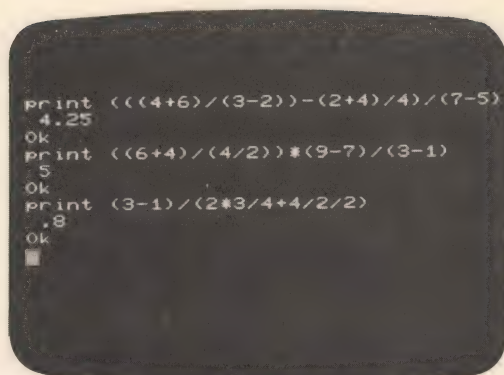 print (((4+6)/(3-2))-(2+4)/4)/(7-5)
4.25
Ok
print ((6+4)/(4/2))*(9-7)/(3-1)
5
Ok
print (3-1)/(2*3/4+4/2/2)
.8
Ok